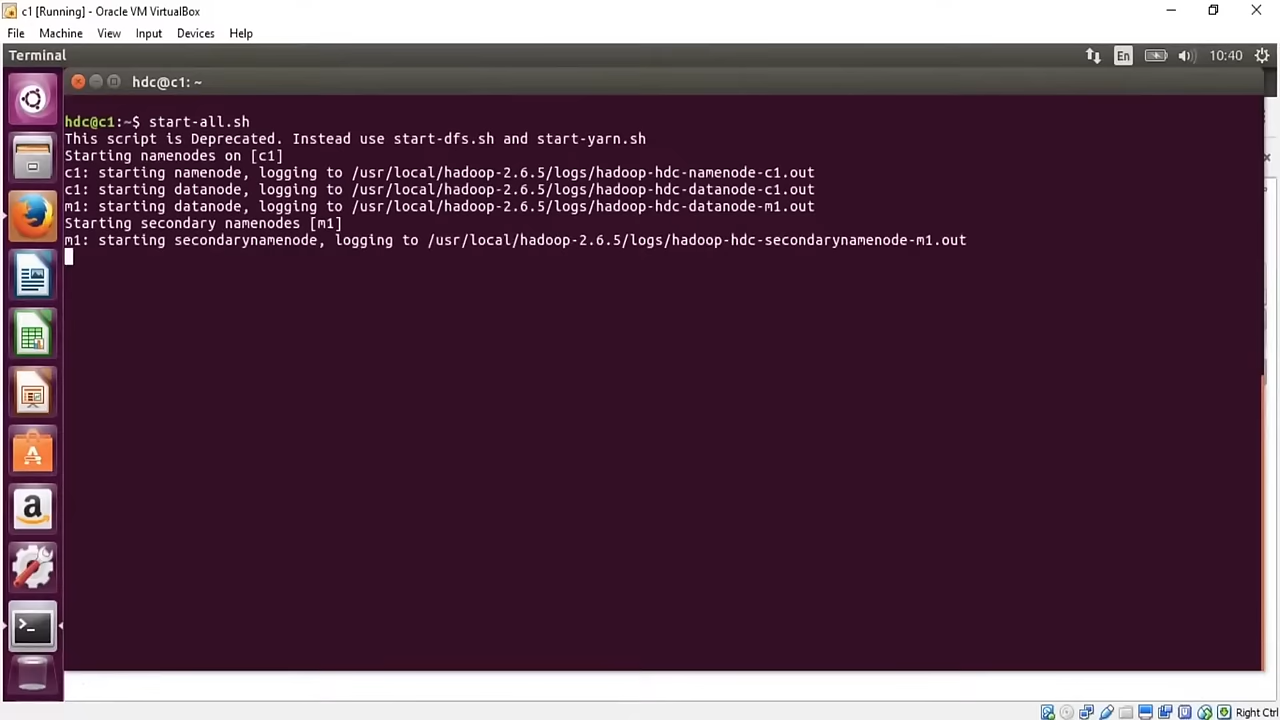 c1 [Running] - Oracle VM VirtualBox
File Machine View Input Devices Help
Terminal En 10:40
hdc@c1: ~
hdc@c1:~$ start-all.sh
This script is Deprecated. Instead use start-dfs.sh and start-yarn.sh
Starting namenodes on [c1]
c1: starting namenode, logging to /usr/local/hadoop-2.6.5/logs/hadoop-hdc-namenode-c1.out
c1: starting datanode, logging to /usr/local/hadoop-2.6.5/logs/hadoop-hdc-datanode-c1.out
m1: starting datanode, logging to /usr/local/hadoop-2.6.5/logs/hadoop-hdc-datanode-m1.out
Starting secondary namenodes [m1]
m1: starting secondarynamenode, logging to /usr/local/hadoop-2.6.5/logs/hadoop-hdc-secondarynamenode-m1.out
Right Ctrl